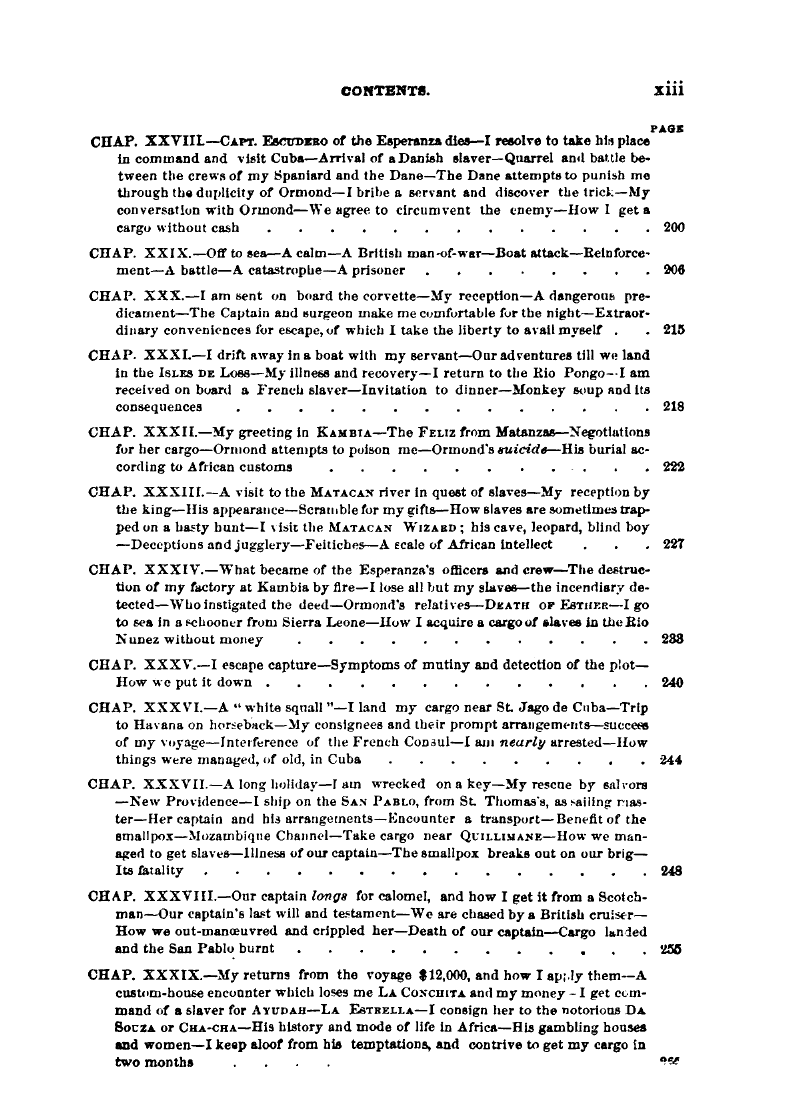 CONTENTS. xiii
PAGE
CHAP. XXVIII.—CAPT. ESCUDERO of the Esperanza dies—I resolve to take his place
in command and visit Cuba—Arrival of a Danish slaver—Quarrel and battle be-
tween the crews of my Spaniard and the Dane—The Dane attempts to punish me
through the duplicity of Ormond—I bribe a servant and discover the trick—My
conversation with Ormond—We agree to circumvent the enemy—How I get a
cargo without cash . . . . . . . . . . . . . 200
CHAP. XXIX.—Off to sea—A calm—A British man-of-war—Boat attack—Reinforce-
ment—A battle—A catastrophe—A prisoner . . . . . . . . 206
CHAP. XXX.—I am sent on board the corvette—My reception—A dangerous pre-
dicament—The Captain and surgeon make me comfortable for the night—Extraor-
dinary conveniences for escape, of which I take the liberty to avail myself . . 215
CHAP. XXXI.—I drift away in a boat with my servant—Our adventures till we land
in the ISLES DE LOSS—My illness and recovery—I return to the Rio Pongo—I am
received on board a French slaver—Invitation to dinner—Monkey soup and its
consequences . . . . . . . . . . . . . . 218
CHAP. XXXII.—My greeting in KAMBIA—The FELIZ from Matanzas—Negotiations
for her cargo—Ormond attempts to poison me—Ormond's suicide—His burial ac-
cording to African customs . . . . . . . . . . . 222
CHAP. XXXIII.—A visit to the MATACAN river in quest of slaves—My reception by
the king—His appearance—Scramble for my gifts—How slaves are sometimes trap-
ped on a hasty hunt—I visit the MATACAN WIZARD; his cave, leopard, blind boy
—Deceptions and jugglery—Feitiches—A scale of African intellect . . . 227
CHAP. XXXIV.—What became of the Esperanza's officers and crew—The destruc-
tion of my factory at Kambia by fire—I lose all but my slaves—the incendiary de-
tected—Who instigated the deed—Ormond's relatives—DEATH OF ESTHER—I go
to sea in a schooner from Sierra Leone—How I acquire a cargo of slaves in the Rio
Nunez without money . . . . . . . . . . . . 233
CHAP. XXXV.—I escape capture—Symptoms of mutiny and detection of the plot—
How we put it down . . . . . . . . . . . . . 240
CHAP. XXXVI.—A "white squall"—I land my cargo near St. Jago de Cuba—Trip
to Havana on horseback—My consignees and their prompt arrangements—success
of my voyage—Interference of the French Consul—I am nearly arrested—How
things were managed, of old, in Cuba . . . . . . . . . 244
CHAP. XXXVII.—A long holiday—I am wrecked on a key—My rescue by salvors
—New Providence—I ship on the SAN PABLO, from St. Thomas's, as sailing mas-
ter—Her captain and his arrangements—Encounter a transport—Benefit of the
smallpox—Mozambique Channel—Take cargo near QUILLIMANE—How we man-
aged to get slaves—Illness of our captain—The smallpox breaks out on our brig—
Its fatality . . . . . . . . . . . . . . . 248
CHAP. XXXVIII.—Our captain longs for calomel, and how I get it from a Scotch-
man—Our captain's last will and testament—We are chased by a British cruiser—
How we out-manœuvred and crippled her—Death of our captain—Cargo landed
and the San Pablo burnt . . . . . . . . . . . . 255
CHAP. XXXIX.—My returns from the voyage $12,000, and how I apply them—A
custom-house encounter which loses me LA CONCHITA and my money - I get com-
mand of a slaver for AYUDAH—LA ESTRELLA—I consign her to the notorious DA
SOUZA or CHA-CHA—His history and mode of life in Africa—His gambling houses
and women—I keep aloof from his temptations, and contrive to get my cargo in
two months . . . .